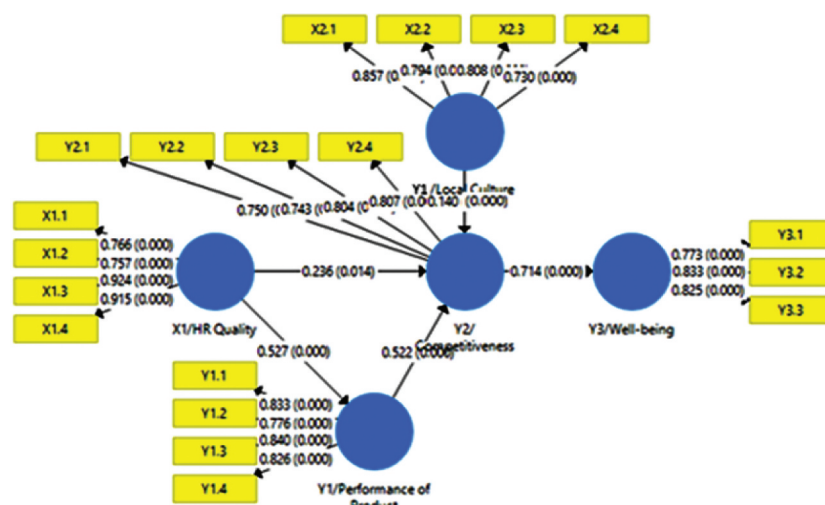 X2.1
X2.2
X2.3
X2.4
0.857
0.794
0.808
0.730 (0.000)
Y2.1
Y2.2
Y2.3
Y2.4
Y1 /Local Culture
0.750
0.743
0.804
0.807
0.140
(0.000)
X1.1
X1.2
X1.3
X1.4
0.766 (0.000)
0.757 (0.000)
0.924 (0.000)
0.915 (0.000)
0.236 (0.014)
0.714 (0.000)
0.773 (0.000)
0.833 (0.000)
0.825 (0.000)
Y3.1
Y3.2
Y3.3
X1/HR Quality
Y2/
Competitiveness
Y3/Well-being
0.527 (0.000)
0.522
Y1.1
Y1.2
Y1.3
Y1.4
0.833 (0.000)
0.776 (0.000)
0.840 (0.000)
0.826 (0.000)
Y1/Performance of
Product